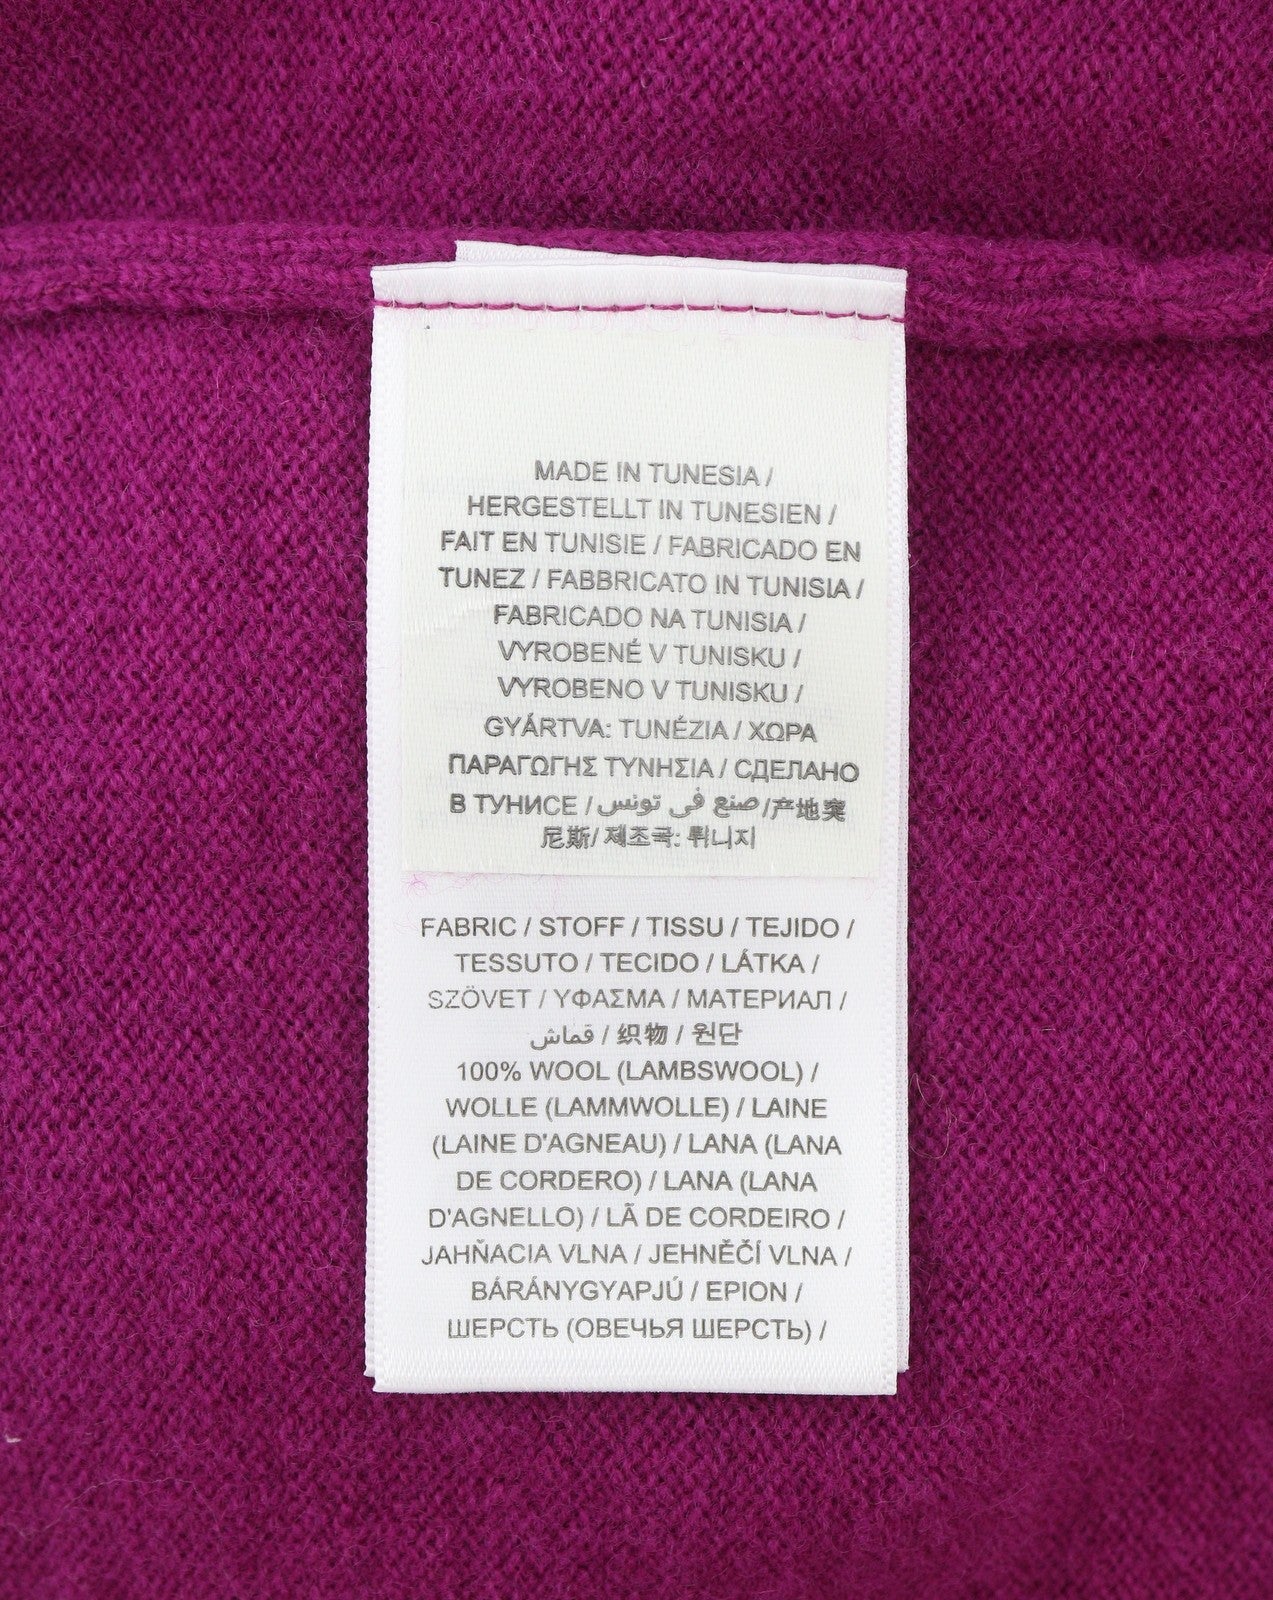 MADE IN TUNESIA /
HERGESTELLT IN TUNESIEN /
FAIT EN TUNISIE / FABRICADO EN
TUNEZ / FABBRICATO IN TUNISIA /
FABRICADO NA TUNISIA /
VYROBENÉ V TUNISKU /
VYROBENO V TUNISKU /
GYÁRTVA: TUNÉZIA / ΧΩΡΑ
ΠΑΡΑΓΩΓΗΣ ΤΥΝΗΣΙΑ / СДЕЛАНО
В ТУНИСЕ / صنع في تونس /产地突
尼斯/ 제조국: 튀니지
FABRIC / STOFF / TISSU / TEJIDO /
TESSUTO / TECIDO / LÁTKA /
SZÖVET / ΥΦΑΣΜΑ / МАТЕРИАЛ /
قماش / 织物 / 원단
100% WOOL (LAMBSWOOL) /
WOLLE (LAMMWOLLE) / LAINE
(LAINE D'AGNEAU) / LANA (LANA
DE CORDERO) / LANA (LANA
D'AGNELLO) / LÃ DE CORDEIRO /
JAHŇACIA VLNA / JEHNĚČÍ VLNA /
BÁRÁNYGYAPJÚ / ΕΡΙΟΝ /
ШЕРСТЬ (ОВЕЧЬЯ ШЕРСТЬ) /